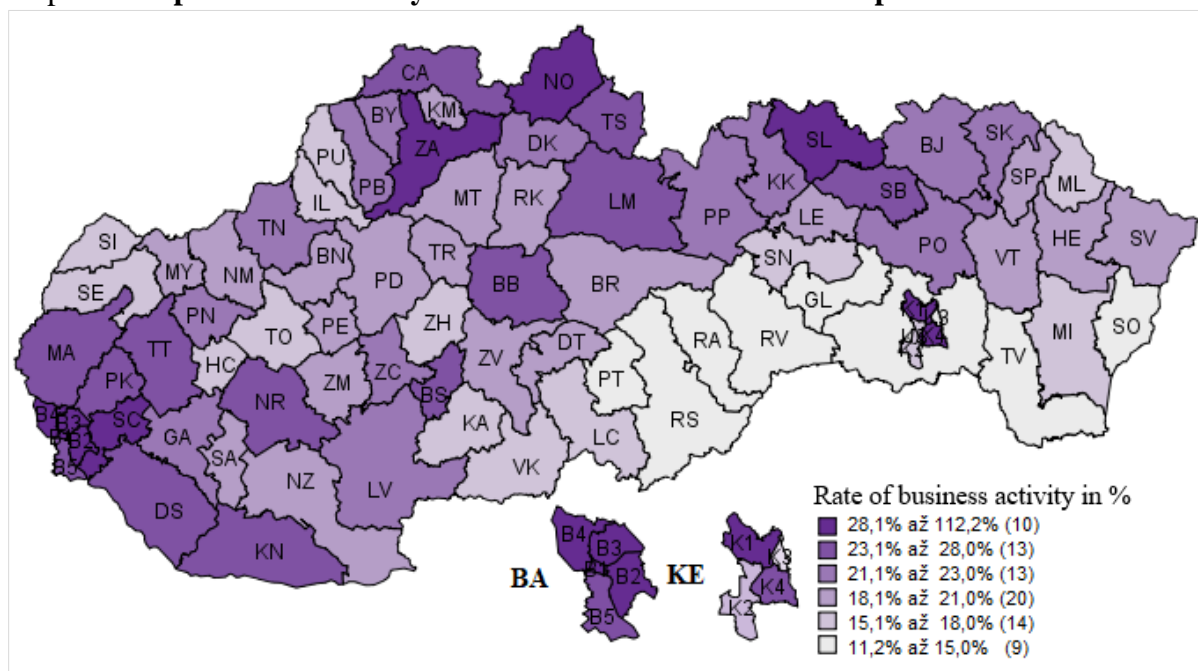 CA
NO
BY
KM
TS
PU
ZA
DK
SL
BJ
SK
PB
KK
SP
ML
IL
MT
RK
LM
SB
PP
LE
TN
HE
SV
SI
BN
TR
PO
MY
NM
PD
SN
VT
SE
BB
BR
GL
PN
TO
PE
ZH
SO
MA
TT
DT
RA
RV
MI
TV
HC
ZM
ZC
ZV
PT
PK
BS
NR
RS
B4
B3
SC
KA
LC
B2
GA
SA
B5
VK
NZ
LV
DS
KN
Rate of business activity in %
28,1% až 112,2% (10)
23,1% až 28,0% (13)
21,1% až 23,0% (13)
18,1% až 21,0% (20)
15,1% až 18,0% (14)
11,2% až 15,0% (9)
BA
B4
B3
B1
B2
B5
KE
K1
K3
K4
K2